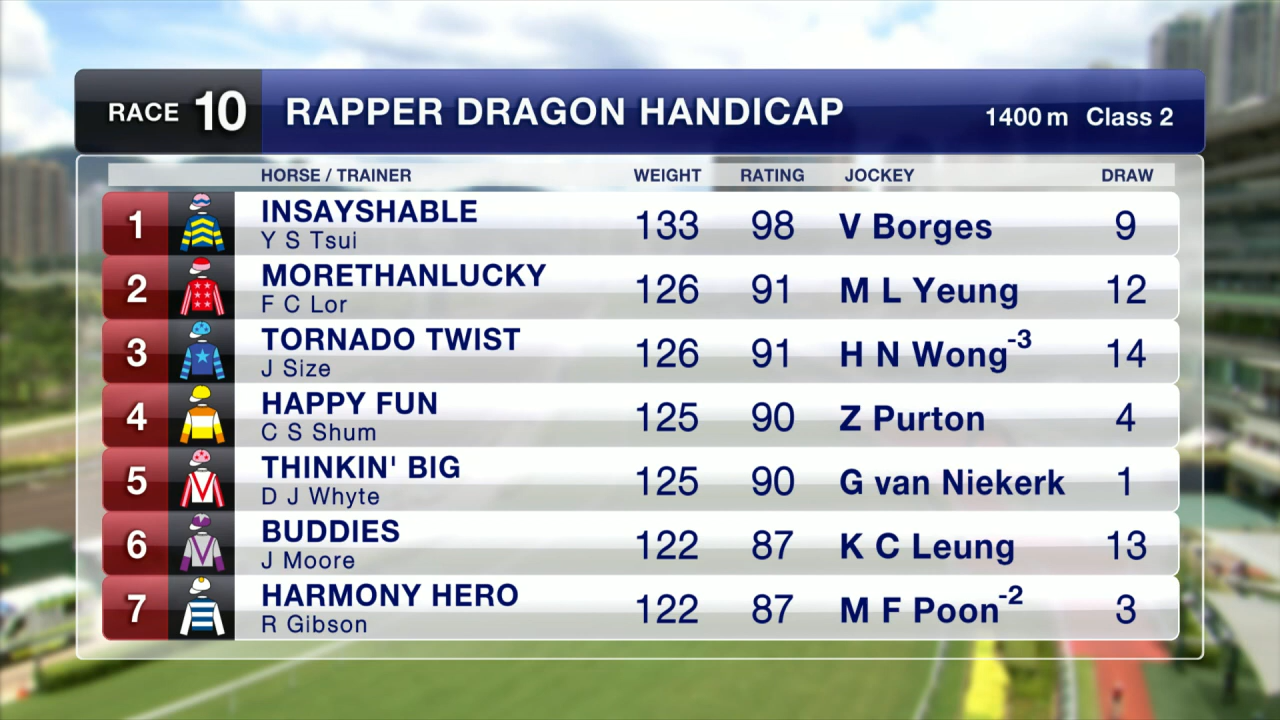 RACE 10 RAPPER DRAGON HANDICAP 1400 m Class 2
HORSE / TRAINER WEIGHT RATING JOCKEY DRAW
1 INSAYSHABLE 133 98 V Borges 9
Y S Tsui
2 MORETHANLUCKY 126 91 M L Yeung 12
F C Lor
3 TORNADO TWIST 126 91 H N Wong-3 14
J Size
4 HAPPY FUN 125 90 Z Purton 4
C S Shum
5 THINKIN' BIG 125 90 G van Niekerk 1
D J Whyte
6 BUDDIES 122 87 K C Leung 13
J Moore
7 HARMONY HERO 122 87 M F Poon-2 3
R Gibson